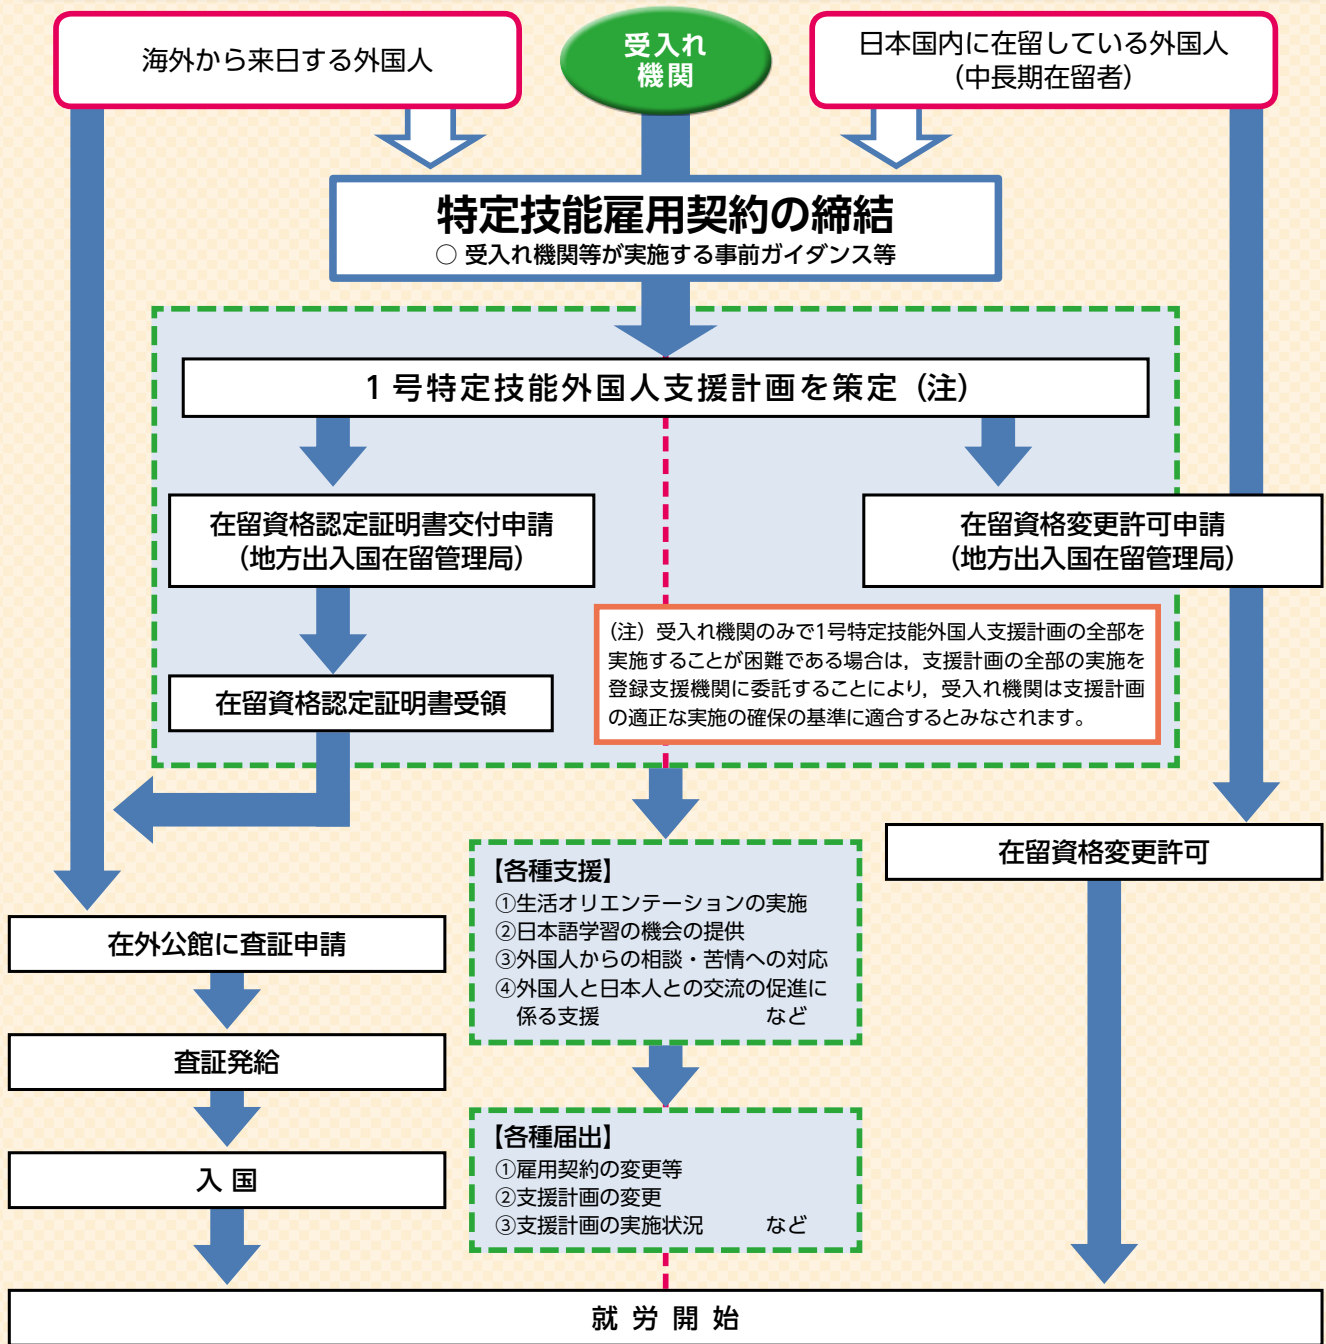 海外から来日する外国人
受入れ
機関
日本国内に在留している外国人
（中長期在留者）
特定技能雇用契約の締結
○ 受入れ機関等が実施する事前ガイダンス等
1号特定技能外国人支援計画を策定（注）
在留資格認定証明書交付申請
（地方出入国在留管理局）
在留資格変更許可申請
（地方出入国在留管理局）
（注）受入れ機関のみで1号特定技能外国人支援計画の全部を
実施することが困難である場合は，支援計画の全部の実施を
登録支援機関に委託することにより，受入れ機関は支援計画
の適正な実施の確保の基準に適合するとみなされます。
在留資格認定証明書受領
在留資格変更許可
【各種支援】
①生活オリエンテーションの実施
②日本語学習の機会の提供
③外国人からの相談・苦情への対応
④外国人と日本人との交流の促進に
係る支援 など
在外公館に査証申請
査証発給
入国
【各種届出】
①雇用契約の変更等
②支援計画の変更
③支援計画の実施状況 など
就労開始